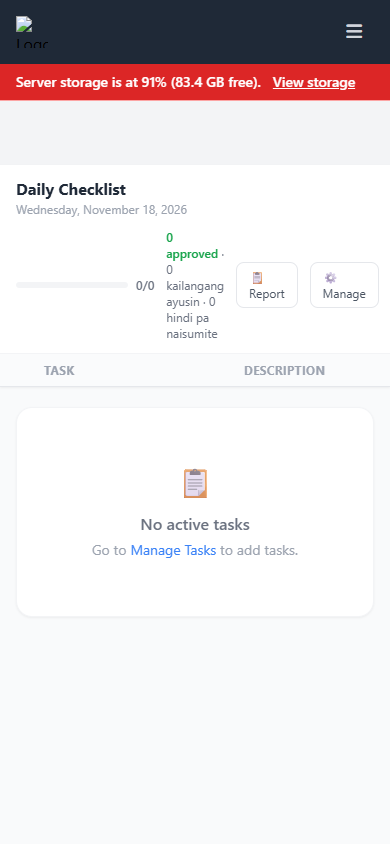 Logo
Server storage is at 91% (83.4 GB free). View storage
Daily Checklist
Wednesday, November 18, 2026
0/0
0
approved ·
0
kailangang
ayusin · 0
hindi pa
naisumite
Report
Manage
TASK DESCRIPTION
No active tasks
Go to Manage Tasks to add tasks.